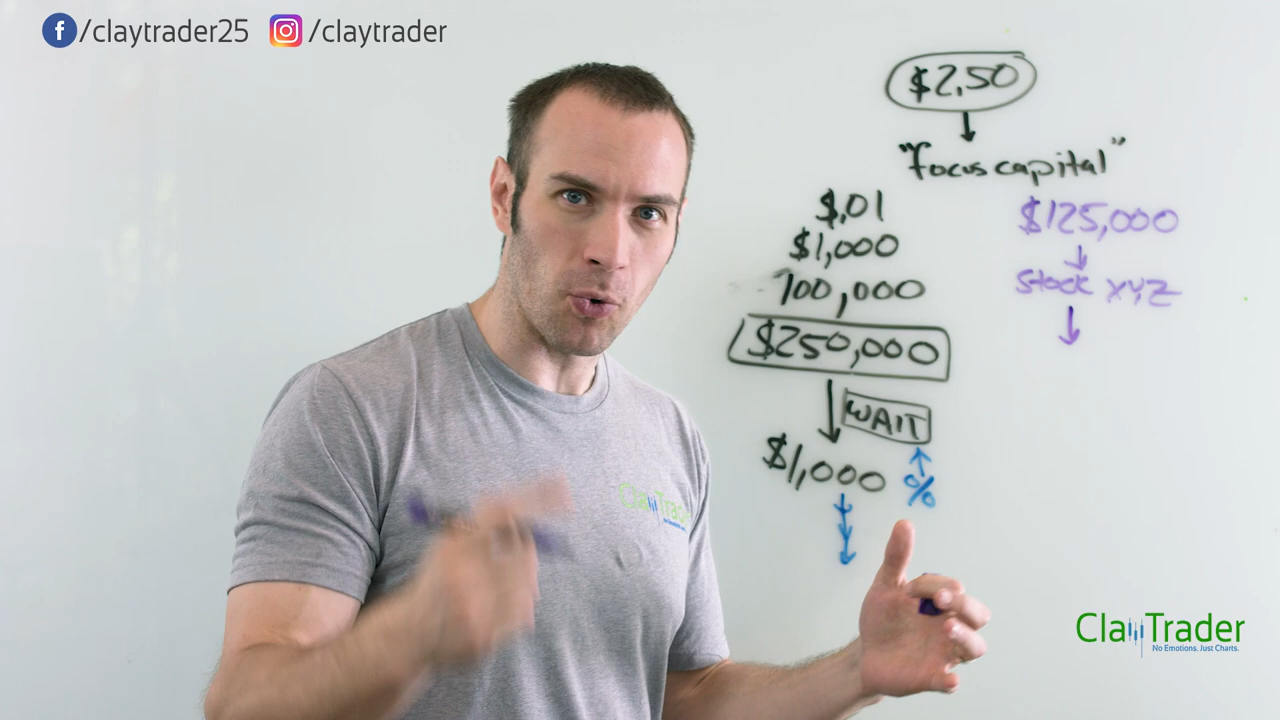 /claytrader25 /claytrader
$2.50
"focus capital"
$.01
$1,000
100,000
$250,000
WAIT
$1,000 %
$125,000
Stock XYZ
ClayTrader
ClayTrader
No Emotions. Just Charts.